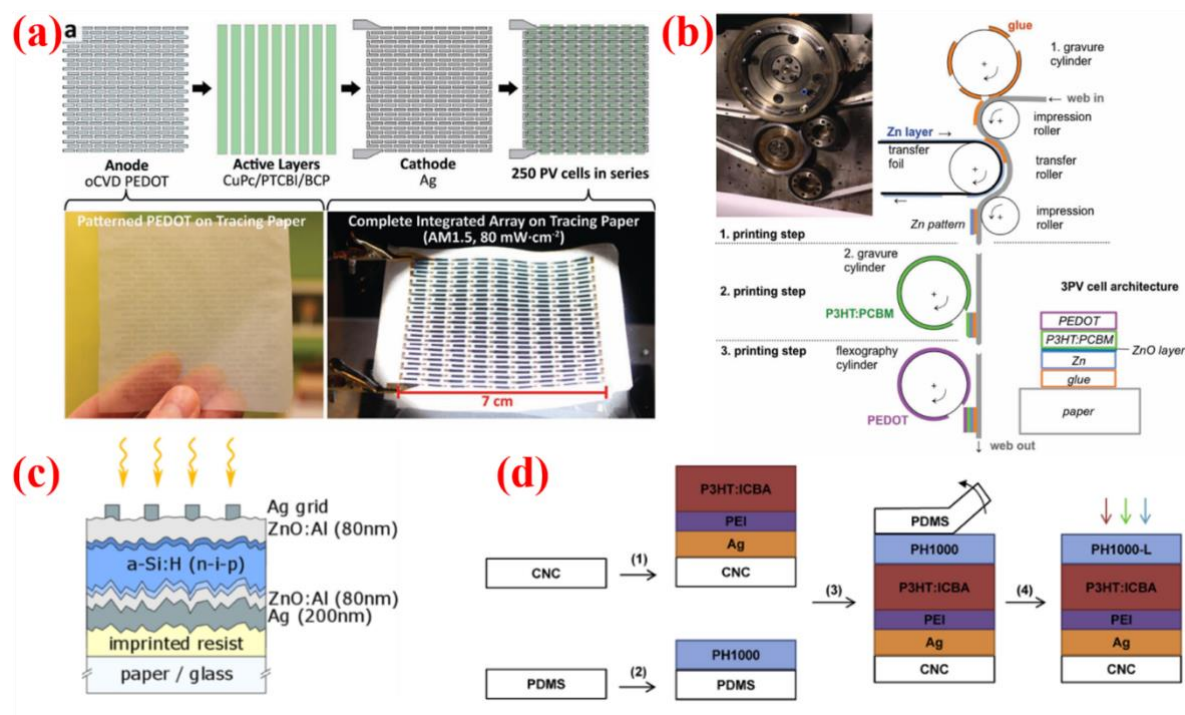 (a)
a
Anode
oCVD PEDOT
Active Layers
CuPc/PTCBI/BCP
Cathode
Ag
250 PV cells in series
Patterned PEDOT on Tracing Paper
Complete Integrated Array on Tracing Paper
(AM1.5, 80 mW·cm-2)
7 cm
(b)
glue
1. gravure
cylinder
web in
impression
roller
Zn layer
transfer
foil
transfer
roller
Zn pattern
impression
roller
1. printing step
2. gravure
cylinder
2. printing step
P3HT:PCBM
3. printing step
flexography
cylinder
PEDOT
web out
3PV cell architecture
PEDOT
P3HT:PCBM
ZnO layer
Zn
glue
paper
(c)
Ag grid
ZnO:Al (80nm)
a-Si:H (n-i-p)
ZnO:Al (80nm)
Ag (200nm)
imprinted resist
paper / glass
(d)
CNC
(1)
P3HT:ICBA
PEI
Ag
CNC
PDMS
(2)
PH1000
PDMS
(3)
PDMS
PH1000
P3HT:ICBA
PEI
Ag
CNC
(4)
PH1000-L
P3HT:ICBA
PEI
Ag
CNC